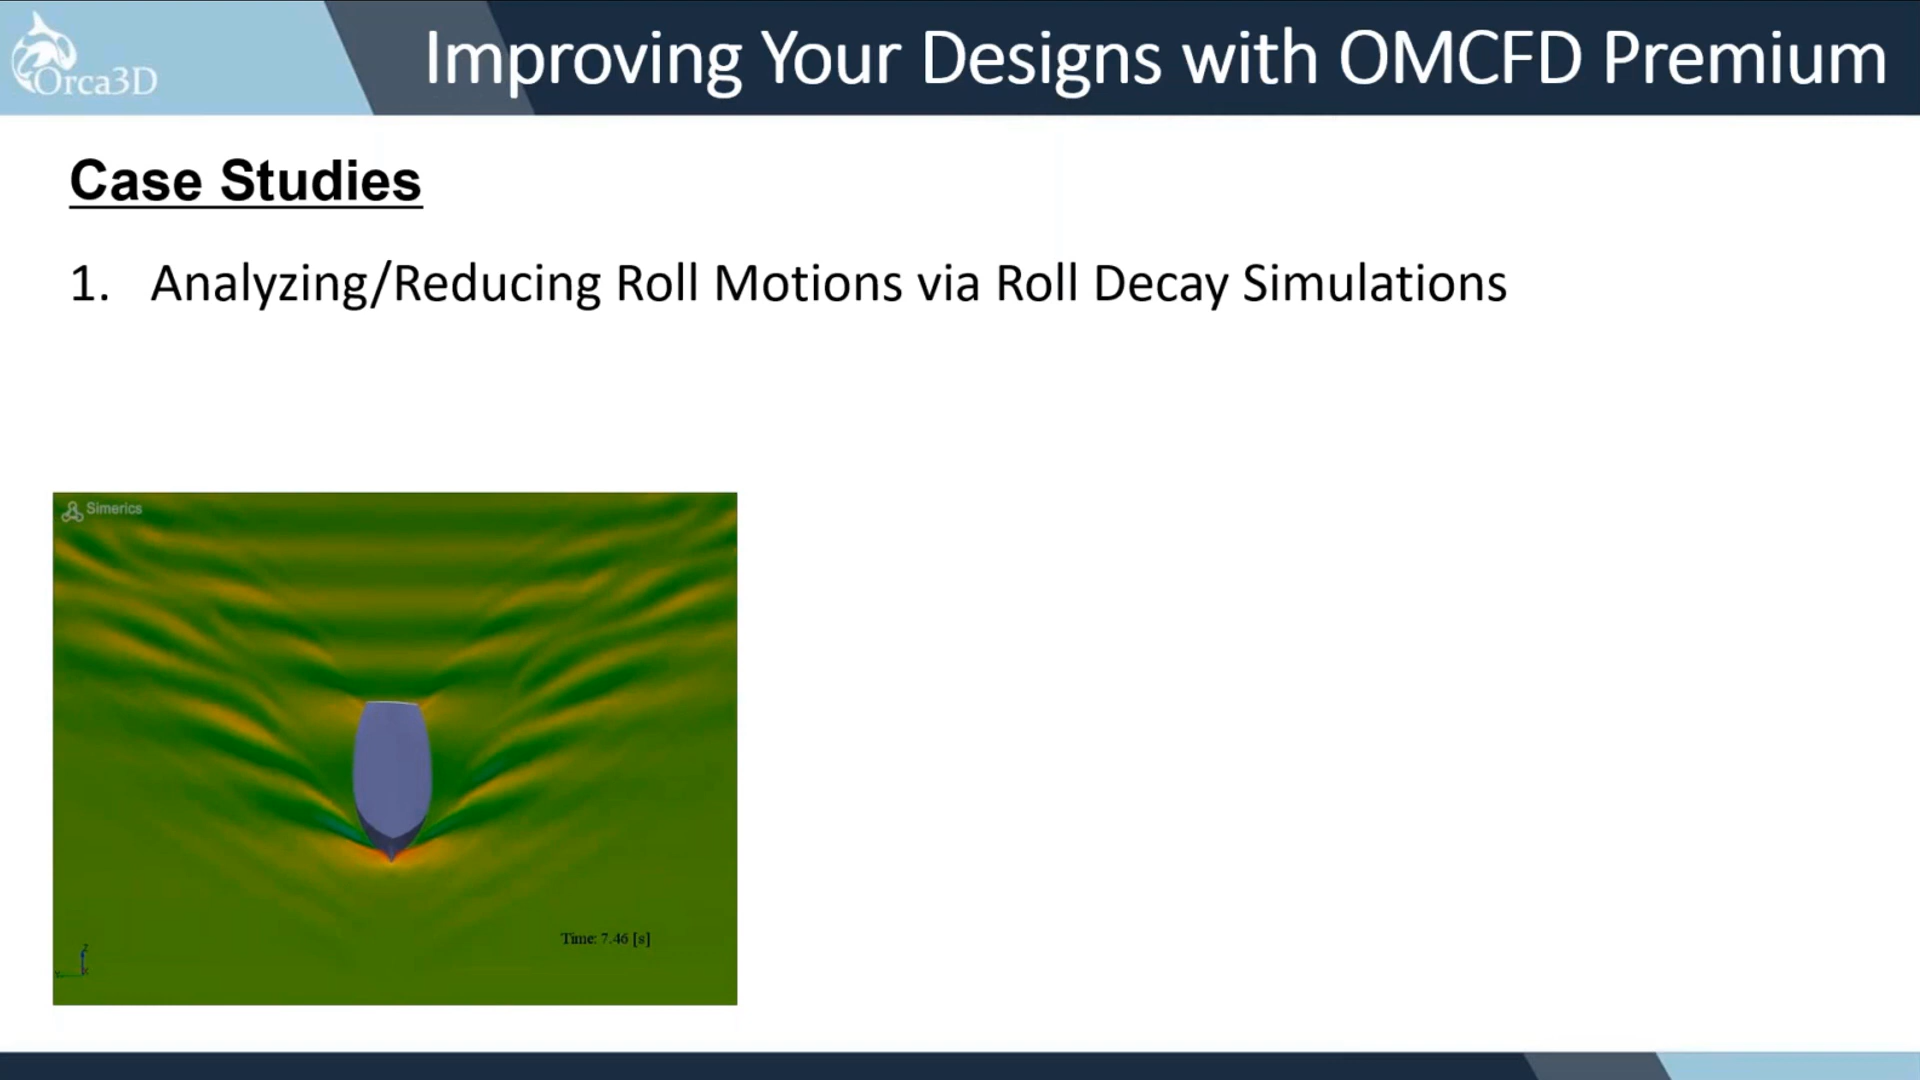 Orca3D
Improving Your Designs with OMCFD Premium
Case Studies
1. Analyzing/Reducing Roll Motions via Roll Decay Simulations
Simerics
Time: 7.46 [s]
Z
Y
X